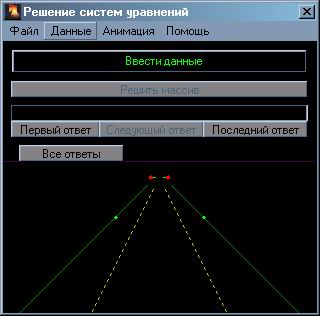 Решение систем уравнений
Файл Данные Анимация Помощь
Ввести данные
Решить массив
Первый ответ Следующий ответ Последний ответ
Все ответы